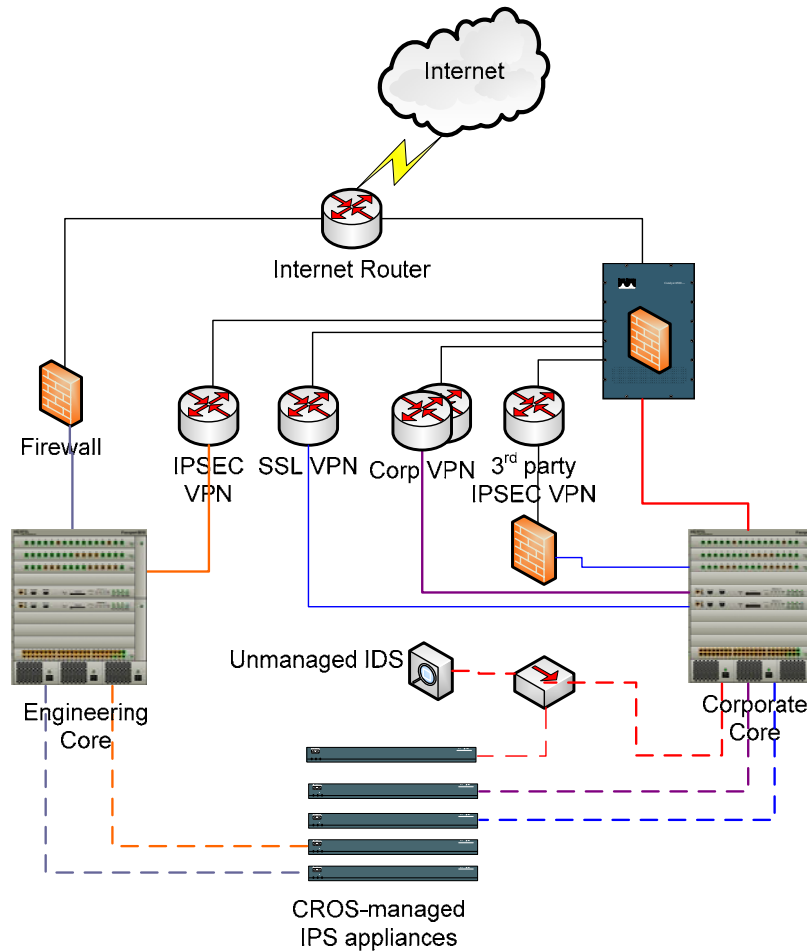 Internet
Internet Router
Firewall
IPSEC
VPN
SSL VPN
Corp VPN
3rd party
IPSEC VPN
Unmanaged IDS
Engineering
Core
Corporate
Core
CROS-managed
IPS appliances